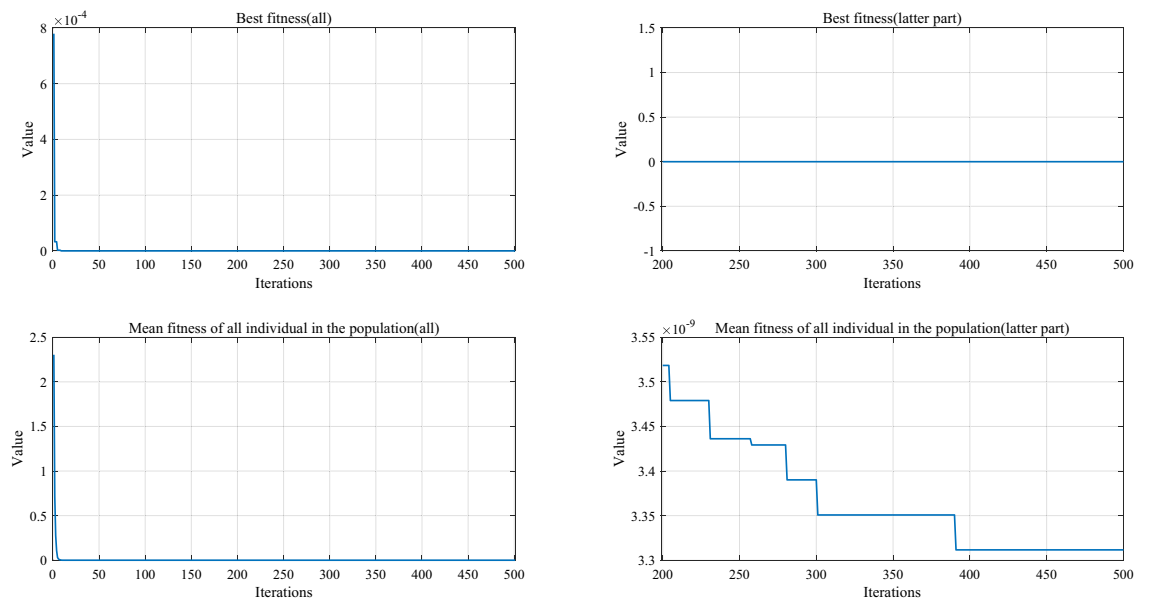 Best fitness(all)
×10-4
Value
8
6
4
2
0
0 50 100 150 200 250 300 350 400 450 500
Iterations
Best fitness(latter part)
Value
1.5
1
0.5
0
-0.5
-1
200 250 300 350 400 450 500
Iterations
Mean fitness of all individual in the population(all)
Value
2.5
2
1.5
1
0.5
0
0 50 100 150 200 250 300 350 400 450 500
Iterations
×10-9 Mean fitness of all individual in the population(latter part)
Value
3.55
3.5
3.45
3.4
3.35
3.3
200 250 300 350 400 450 500
Iterations